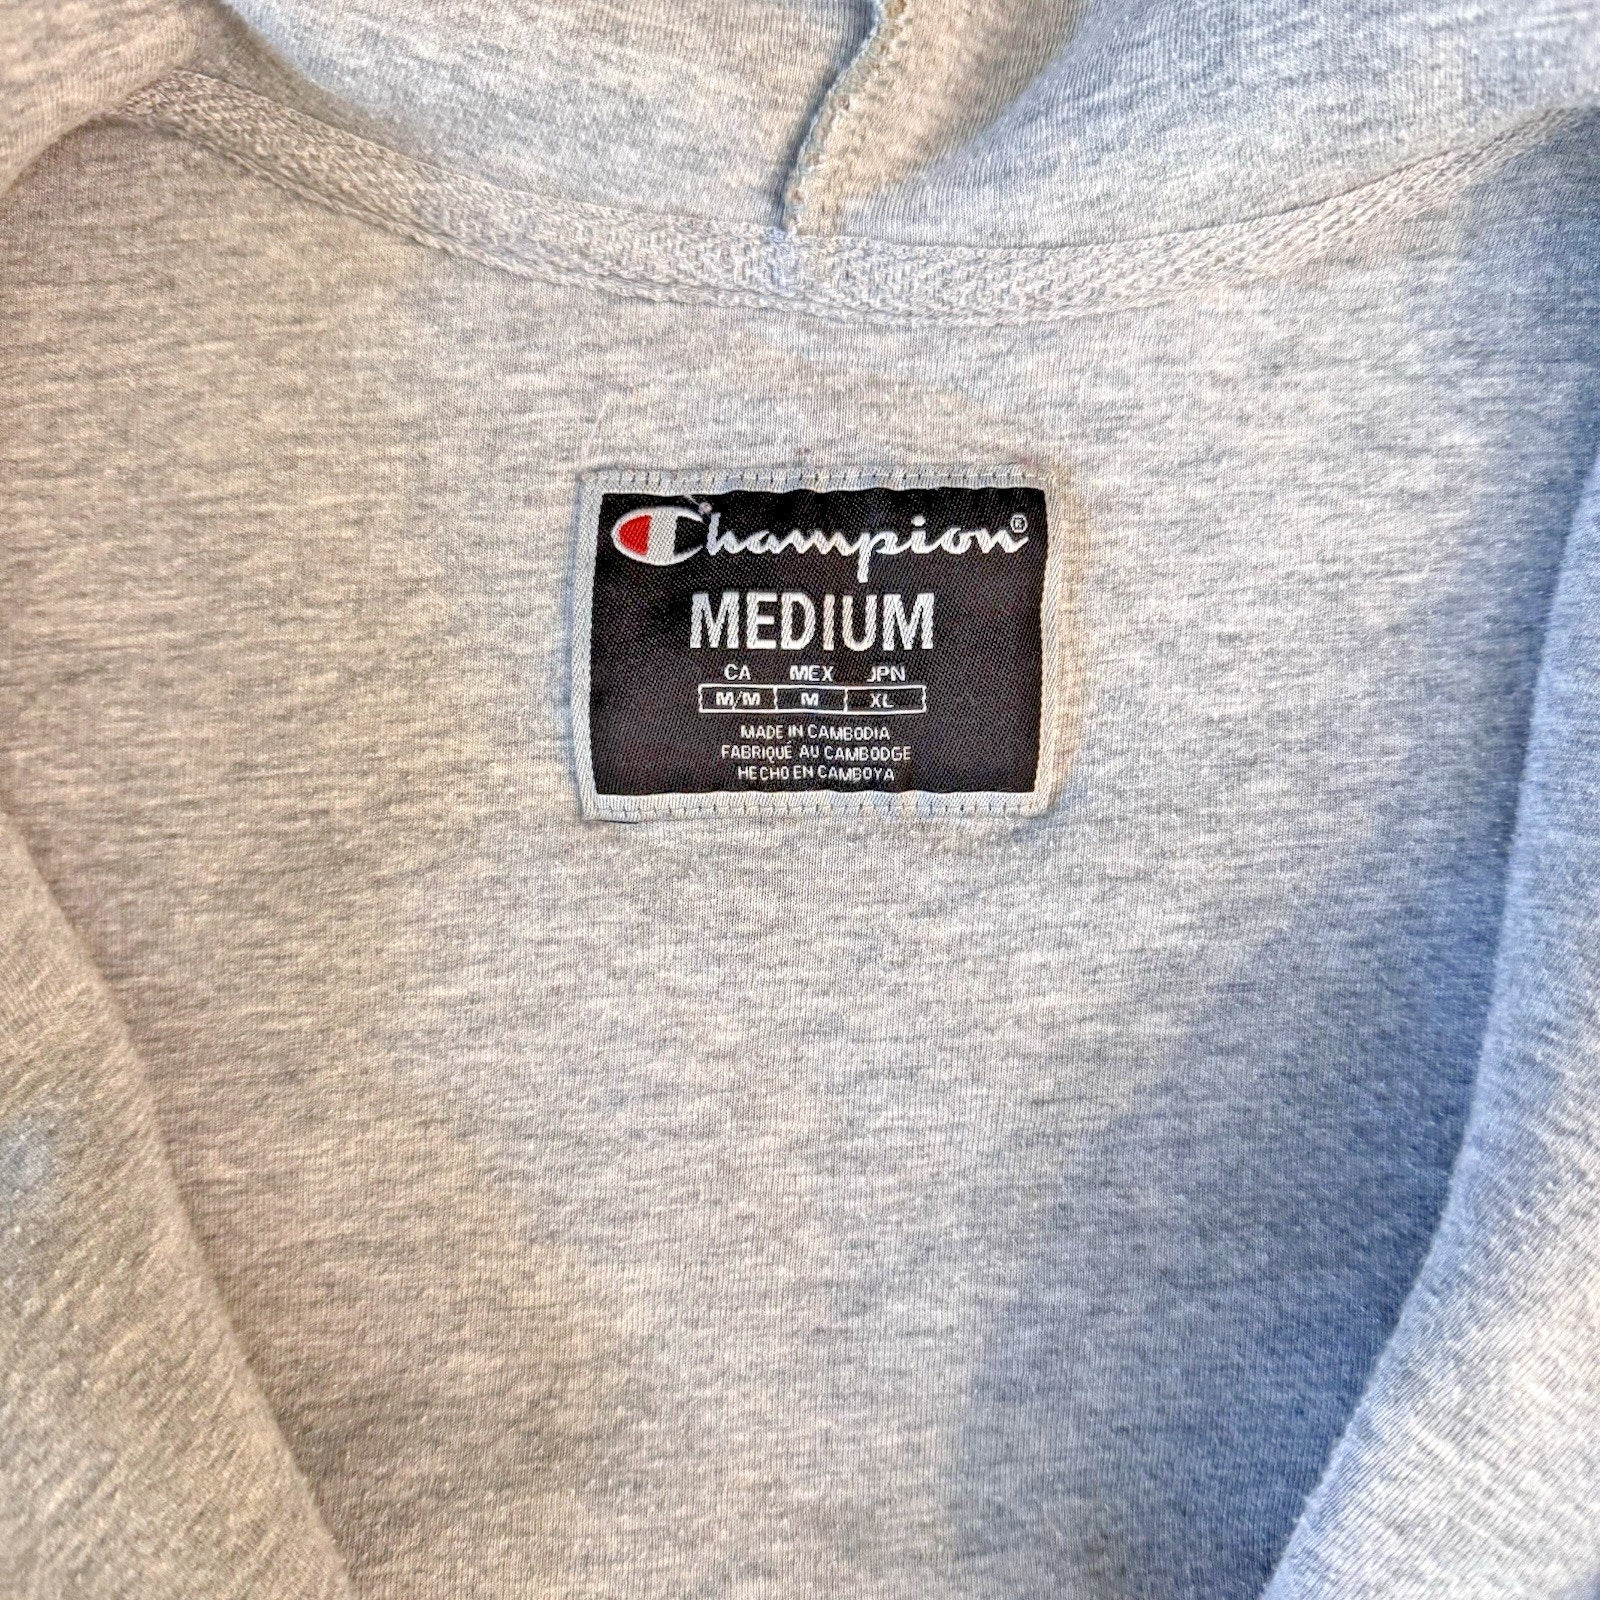 Champion®
MEDIUM
CA MEX JPN
M/M M XL
MADE IN CAMBODIA
FABRIQUÉ AU CAMBODGE
HECHO EN CAMBOYA